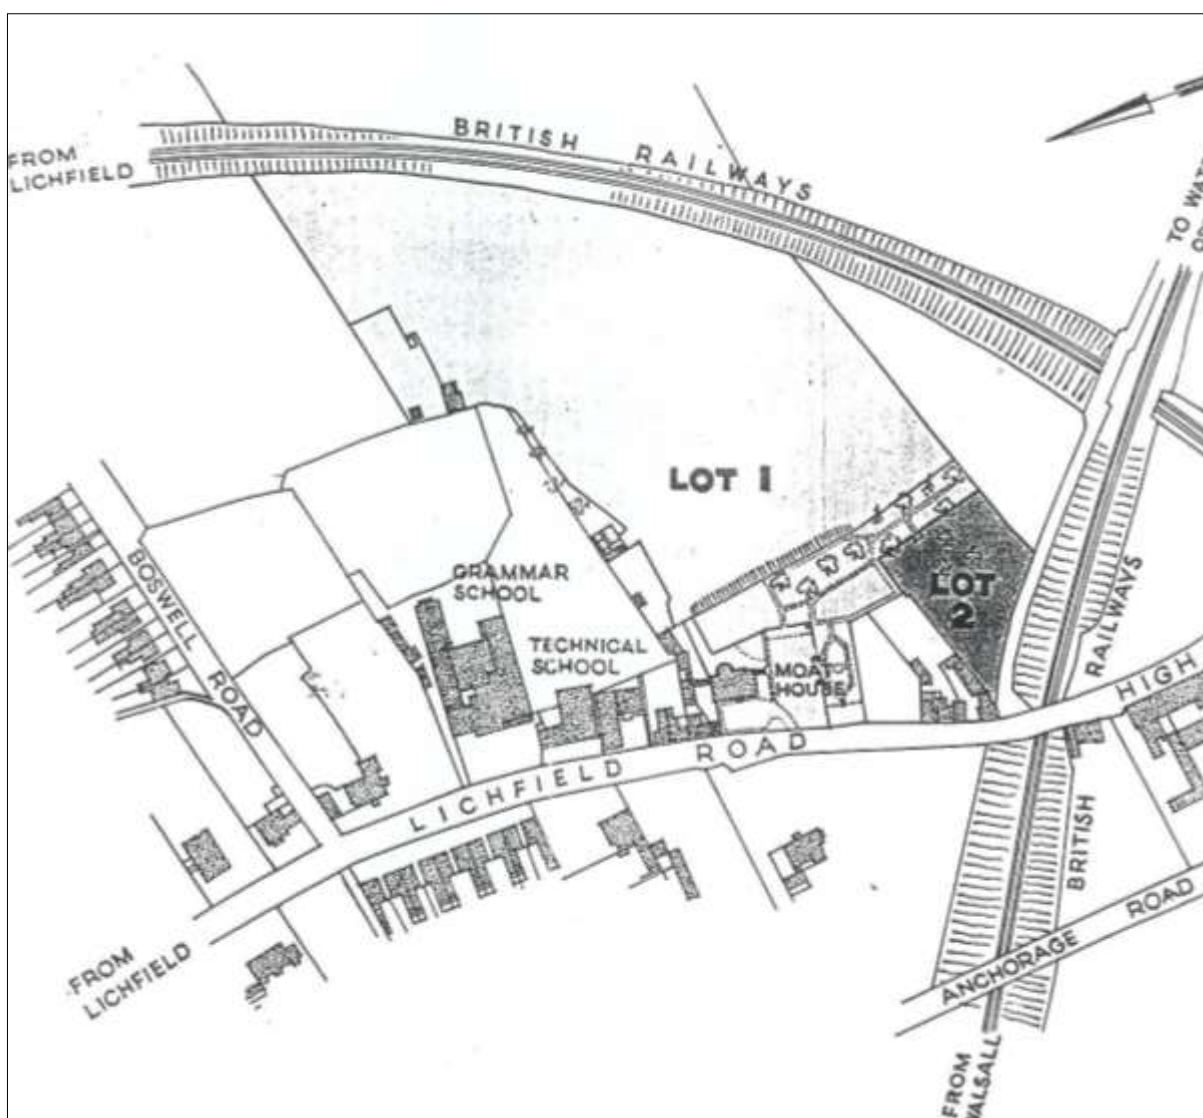 BRITISH RAILWAYS
FROM
LICHFIELD
TO
LOT 1
LOT
2
BOSWELL ROAD
GRAMMAR
SCHOOL
TECHNICAL
SCHOOL
MOAT
HOUSE
RAILWAYS
HIGH
LICHFIELD ROAD
BRITISH
ANCHORAGE ROAD
FROM
LICHFIELD
FROM